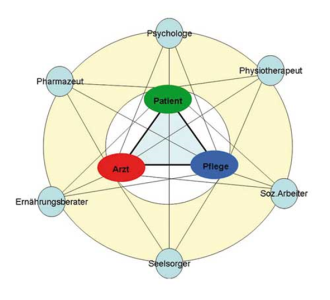 Psychologe
Pharmazeut
Physiotherapeut
Patient
Arzt
Pflege
Ernährungsberater
Soz.Arbeiter
Seelsorger